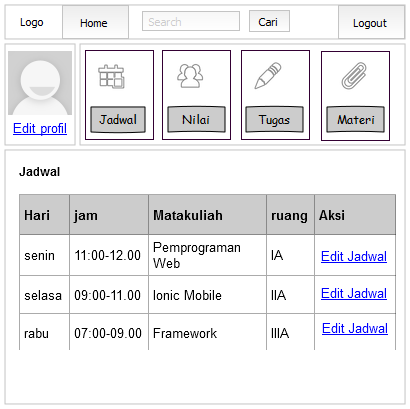 Logo Home Search Cari Logout
Edit profil Jadwal Nilai Tugas Materi
Jadwal
Hari jam Matakuliah ruang Aksi
senin 11:00-12.00 Pemprograman Web IA Edit Jadwal
selasa 09:00-11.00 Ionic Mobile IIA Edit Jadwal
rabu 07:00-09.00 Framework IIIA Edit Jadwal